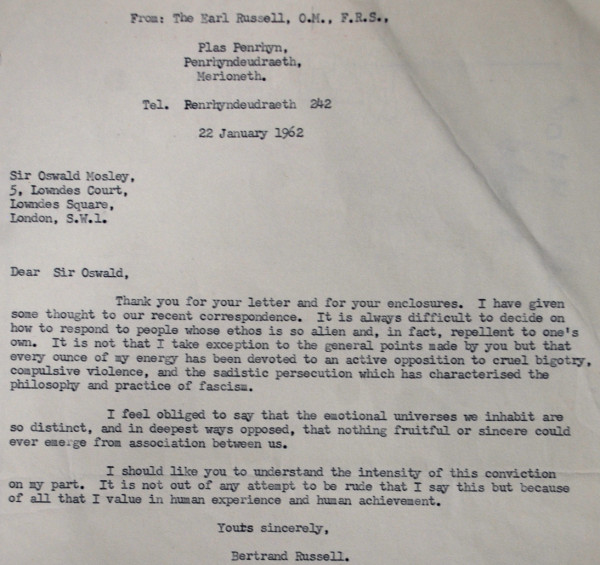 From: The Earl Russell, O.M., F.R.S.,
Plas Penrhyn,
Penrhyndeudraeth,
Merioneth.
Tel. Penrhyndeudraeth 242
22 January 1962
Sir Oswald Mosley,
5, Lowndes Court,
Lowndes Square,
London, S.W.1.
Dear Sir Oswald,
Thank you for your letter and for your enclosures. I have given
some thought to our recent correspondence. It is always difficult to decide on
how to respond to people whose ethos is so alien and, in fact, repellent to one's
own. It is not that I take exception to the general points made by you but that
every ounce of my energy has been devoted to an active opposition to cruel bigotry,
compulsive violence, and the sadistic persecution which has characterised the
philosophy and practice of fascism.
I feel obliged to say that the emotional universes we inhabit are
so distinct, and in deepest ways opposed, that nothing fruitful or sincere could
ever emerge from association between us.
I should like you to understand the intensity of this conviction
on my part. It is not out of any attempt to be rude that I say this but because
of all that I value in human experience and human achievement.
Yours sincerely,
Bertrand Russell.